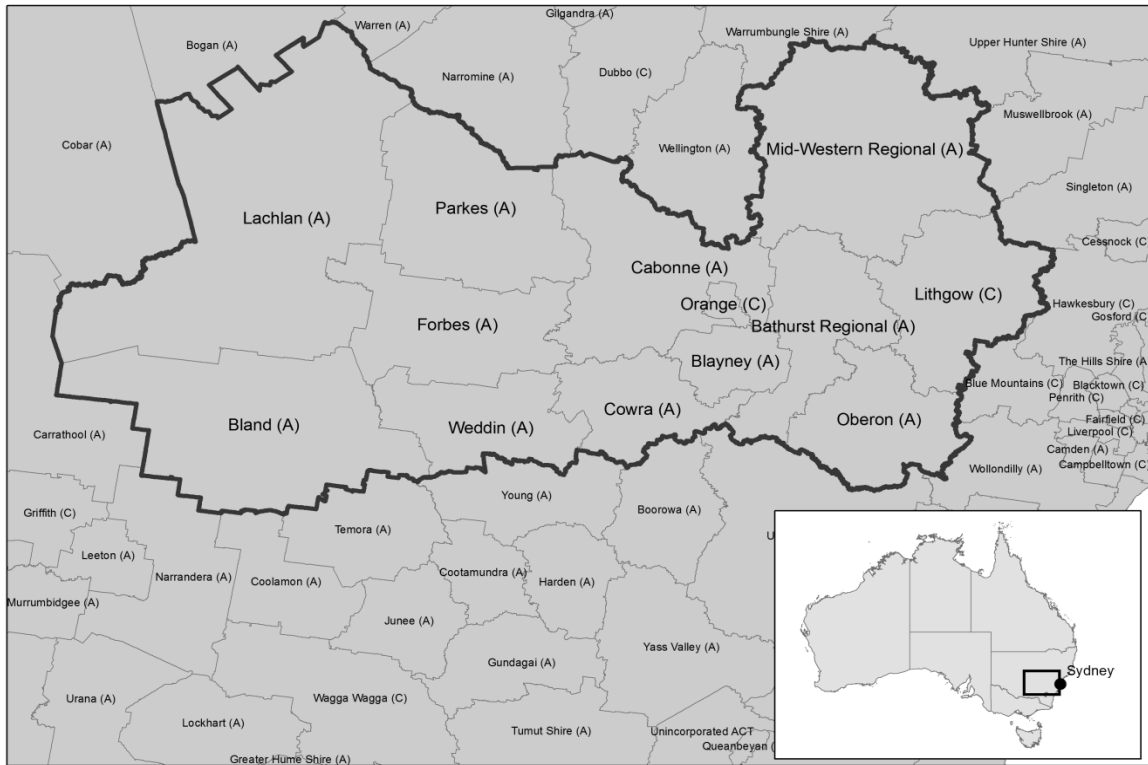 Gilgandra (A)
Warren (A)
Warrumbungle Shire (A)
Bogan (A)
Upper Hunter Shire (A)
Narromine (A)
Dubbo (C)
Muswellbrook (A)
Cobar (A)
Wellington (A)
Mid-Western Regional (A)
Singleton (A)
Parkes (A)
Lachlan (A)
Cessnock (C)
Cabonne (A)
Lithgow (C)
Orange (C)
Hawkesbury (C)
Gosford (C)
Forbes (A)
Bathurst Regional (A)
Blayney (A)
The Hills Shire (A)
Blue Mountains (C)
Blacktown (C)
Penrith (C)
Cowra (A)
Oberon (A)
Bland (A)
Weddin (A)
Fairfield (C)
Liverpool (C)
Carrathool (A)
Camden (A)
Campbelltown (C)
Wollondilly (A)
Young (A)
Boorowa (A)
Griffith (C)
Temora (A)
Leeton (A)
Narrandera (A)
Coolamon (A)
Cootamundra (A)
Harden (A)
Murrumbidgee (A)
Junee (A)
Yass Valley (A)
Gundagai (A)
Sydney
Urana (A)
Wagga Wagga (C)
Lockhart (A)
Tumut Shire (A)
Unincorporated ACT
Queanbeyan
Greater Hume Shire (A)